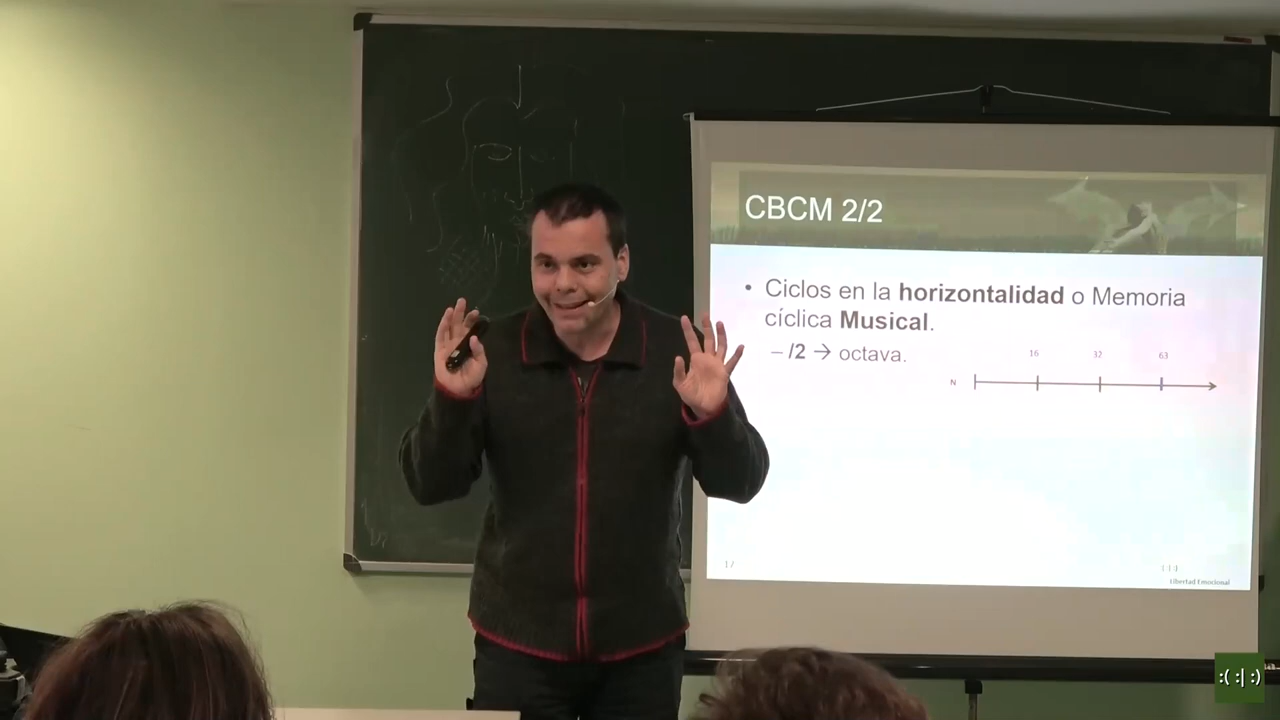 CBCM 2/2
• Ciclos en la horizontalidad o Memoria
cíclica Musical.
– /2 → octava.
16 32 63
N
17
Libertad Emocional
:( :| :)